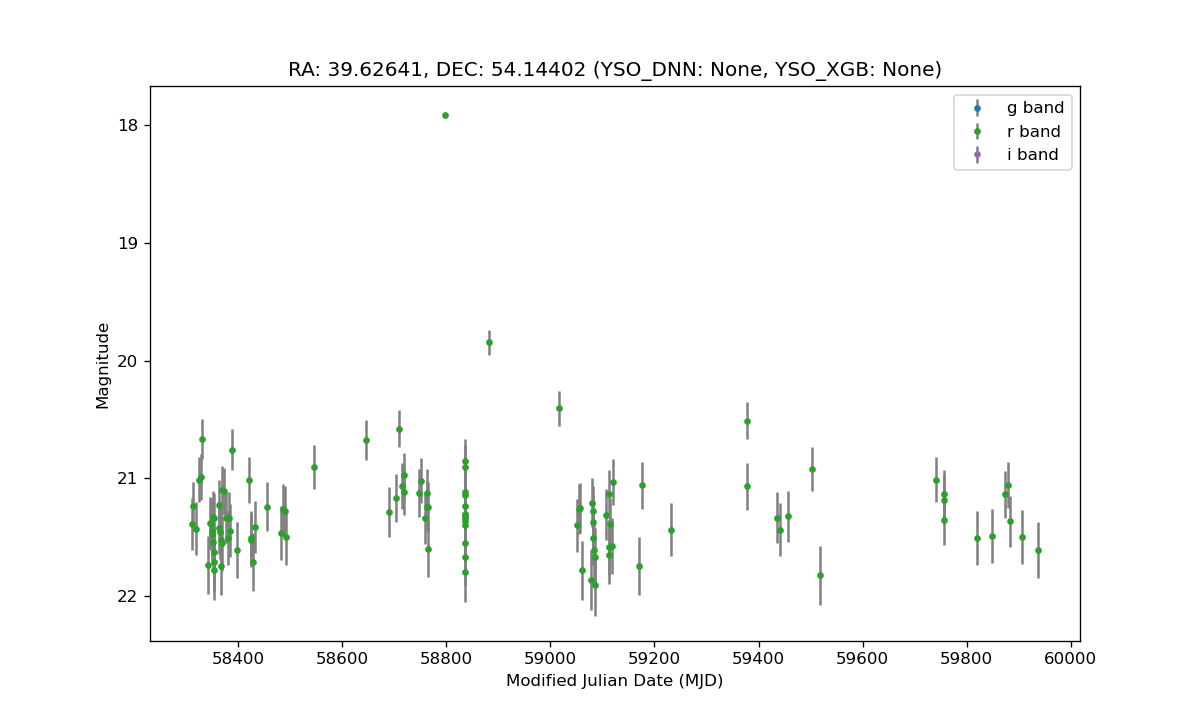 RA: 39.62641, DEC: 54.14402 (YSO_DNN: None, YSO_XGB: None)
g band
r band
i band
18
19
20
21
22
Magnitude
58400 58600 58800 59000 59200 59400 59600 59800 60000
Modified Julian Date (MJD)